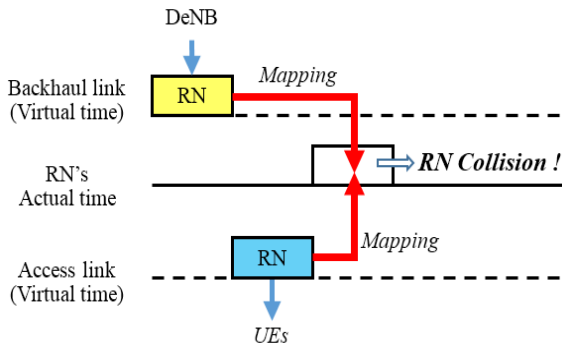 DeNB
Backhaul link
(Virtual time)
RN
Mapping
RN's
Actual time
RN Collision !
Access link
(Virtual time)
RN
Mapping
UEs